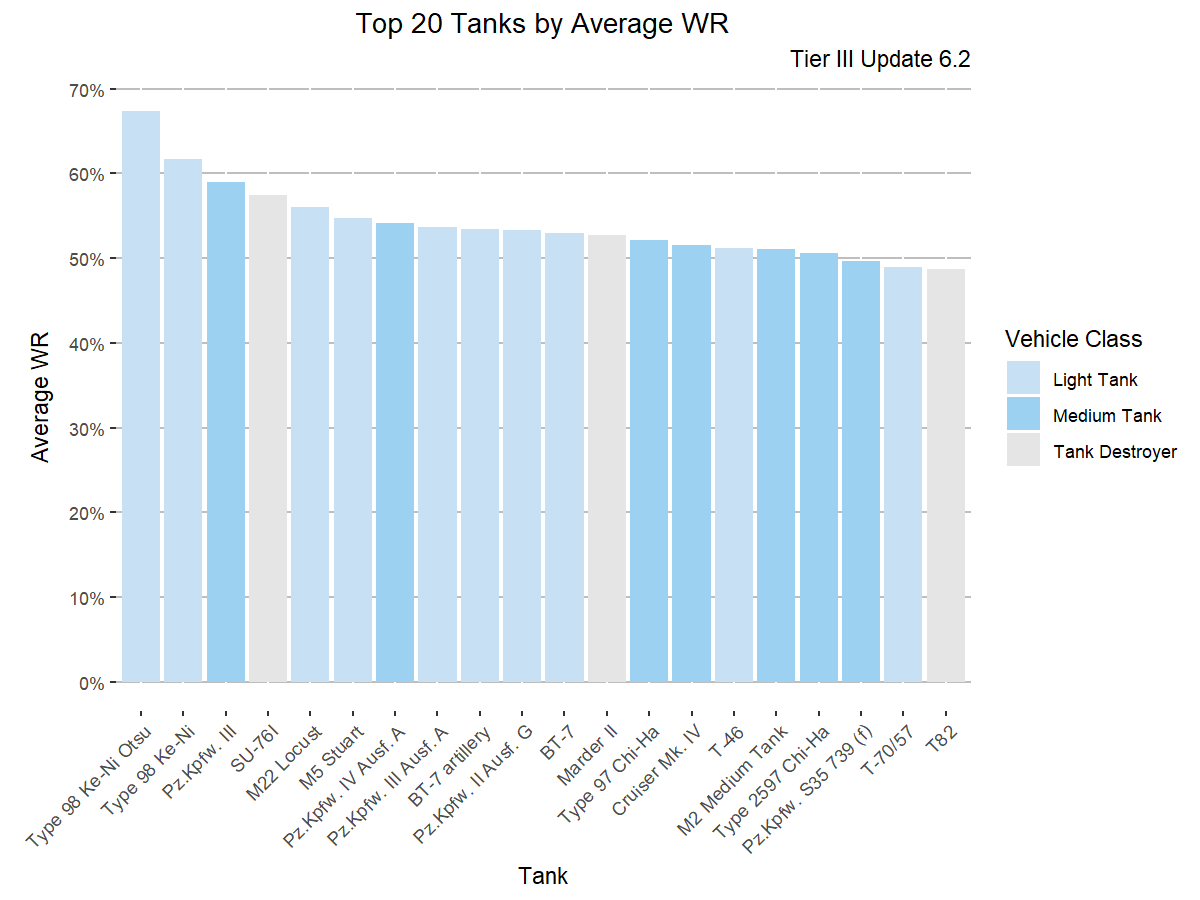 Top 20 Tanks by Average WR
Tier III Update 6.2
70%
60%
50%
40%
30%
20%
10%
0%
Average WR
Type 98 Ke-Ni Otsu
Type 98 Ke-Ni
Pz.Kpfw. III
SU-76I
M22 Locust
M5 Stuart
Pz.Kpfw. IV Ausf. A
Pz.Kpfw. III Ausf. A
BT-7 artillery
Pz.Kpfw. II Ausf. G
BT-7
Marder II
Type 97 Chi-Ha
Cruiser Mk. IV
T-46
M2 Medium Tank
Type 2597 Chi-Ha
Pz.Kpfw. S35 739 (f)
T-70/57
T82
Tank
Vehicle Class
Light Tank
Medium Tank
Tank Destroyer